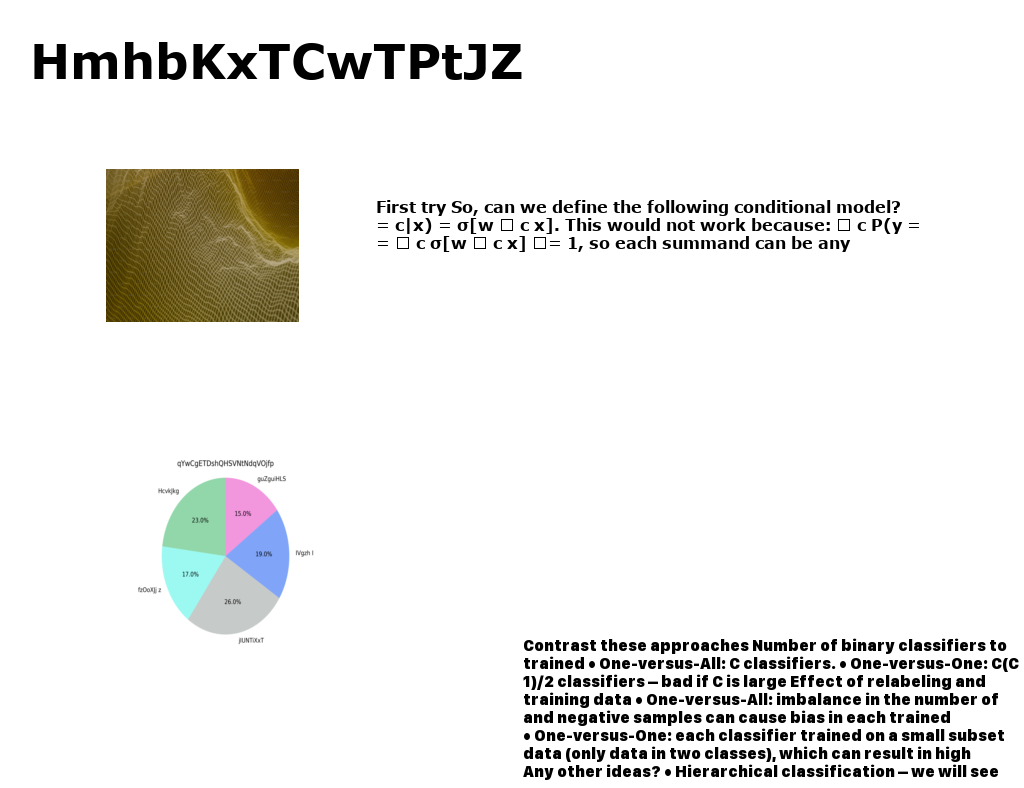 HmhbKxTCwTPtJZ
First try So, can we define the following conditional model?
= c|x) = σ[w □ c x]. This would not work because: □ c P(y =
= □ c σ[w □ c x] □= 1, so each summand can be any
qYwCgETDshQHSVNtNdqVOjfp
guZguiHLS
Hcvkjkg
15.0%
23.0%
19.0%
17.0%
26.0%
Contrast these approaches Number of binary classifiers to
trained • One-versus-All: C classifiers. • One-versus-One: C(C
1)/2 classifiers – bad if C is large Effect of relabeling and
training data • One-versus-All: imbalance in the number of
and negative samples can cause bias in each trained
• One-versus-One: each classifier trained on a small subset
data (only data in two classes), which can result in high
Any other ideas? • Hierarchical classification – we will see